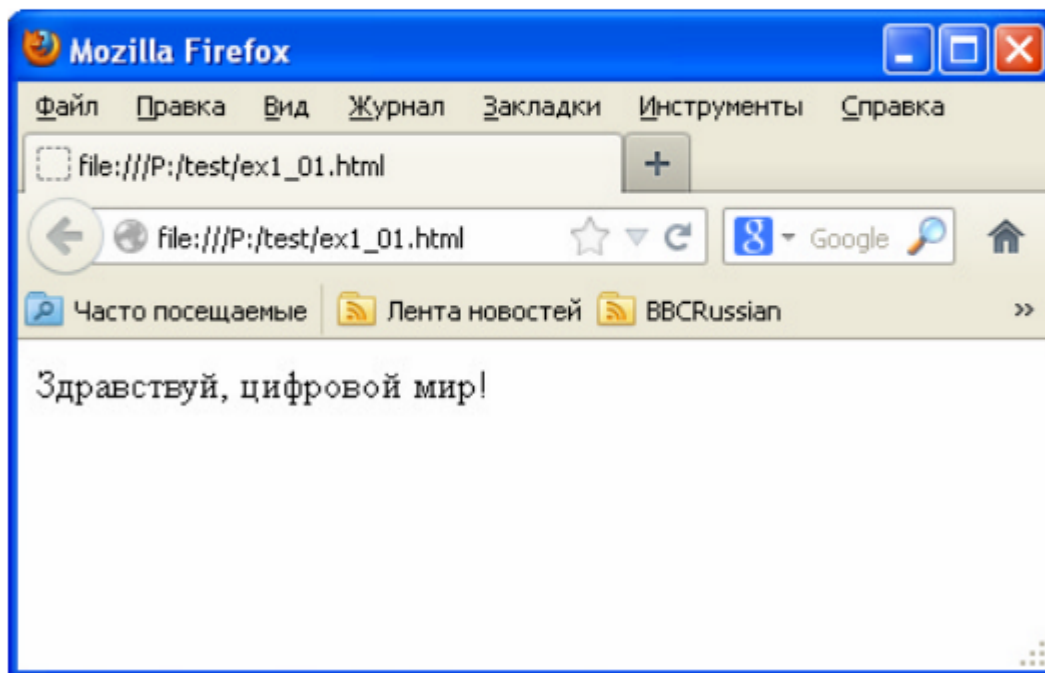 Mozilla Firefox
Файл Правка Вид Журнал Закладки Инструменты Справка
file:///P:/test/ex1_01.html +
file:///P:/test/ex1_01.html 8 Google
Часто посещаемые Лента новостей BBCRussian »
Здравствуй, цифровой мир!